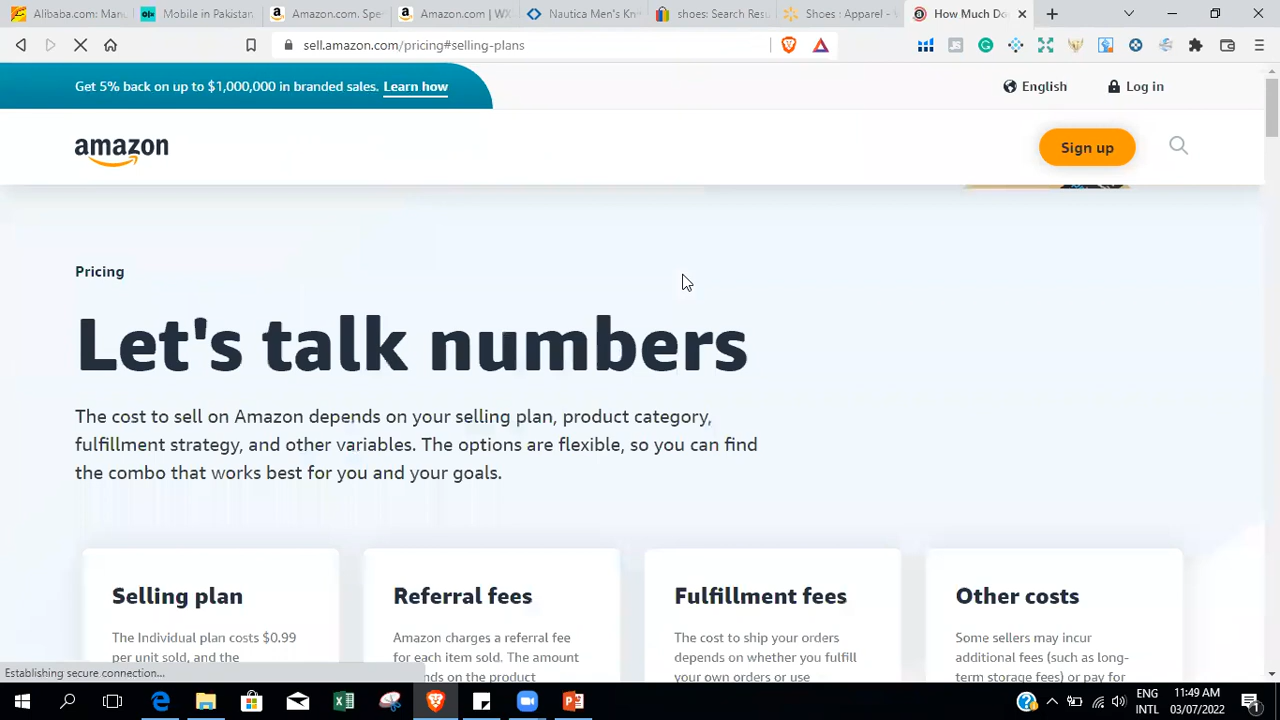 Alibaba.com: Manu
Mobile in Pakistan,
Amazon.com. Spe
Amazon.com | WX
Nautica Men's Kn
shoes: Search Resu
Shoes Apparel - W
How Much Do
sell.amazon.com/pricing#selling-plans
Get 5% back on up to $1,000,000 in branded sales. Learn how
English
Log in
amazon
Sign up
Pricing
Let's talk numbers
The cost to sell on Amazon depends on your selling plan, product category,
fulfillment strategy, and other variables. The options are flexible, so you can find
the combo that works best for you and your goals.
Selling plan
The Individual plan costs $0.99
per unit sold, and the
Referral fees
Amazon charges a referral fee
for each item sold. The amount
depends on the product
Fulfillment fees
The cost to ship your orders
depends on whether you fulfill
your own orders or use
Other costs
Some sellers may incur
additional fees (such as long-
term storage fees) or pay for
Establishing secure connection...
ENG
INTL
11:49 AM
03/07/2022